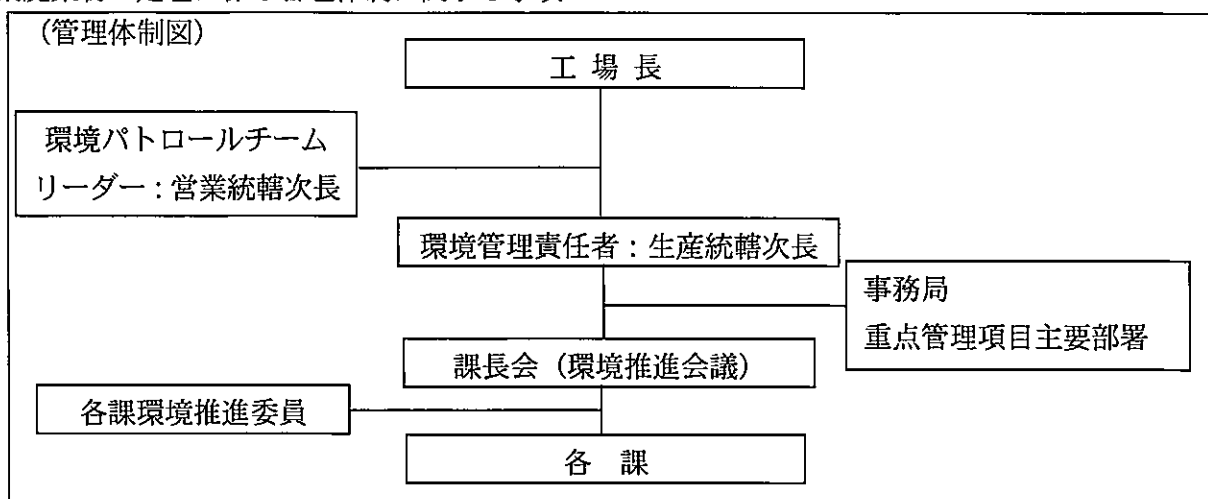 (管理体制図)
工 場 長
環境パトロールチーム
リーダー：営業統轄次長
環境管理責任者：生産統轄次長
事務局
重点管理項目主要部署
課長会（環境推進会議）
各課環境推進委員
各　課